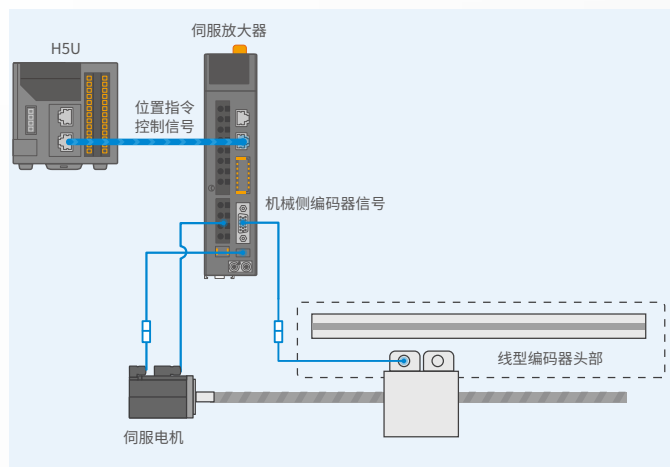 伺服放大器
H5U
位置指令
控制信号
机械侧编码器信号
线型编码器头部
伺服电机